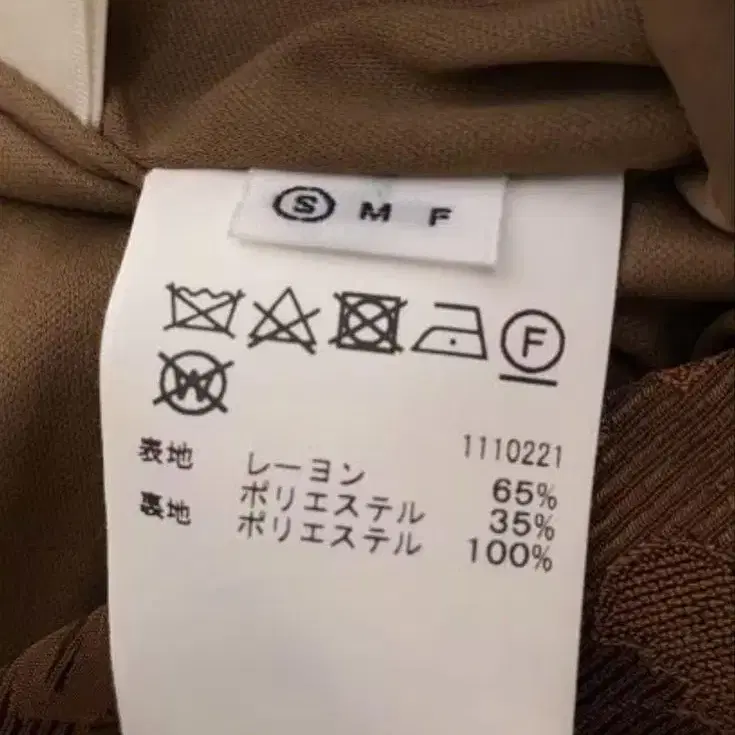 S M F
F
W
1110221
表地 レーヨン 65%
ポリエステル 35%
裏地 ポリエステル 100%